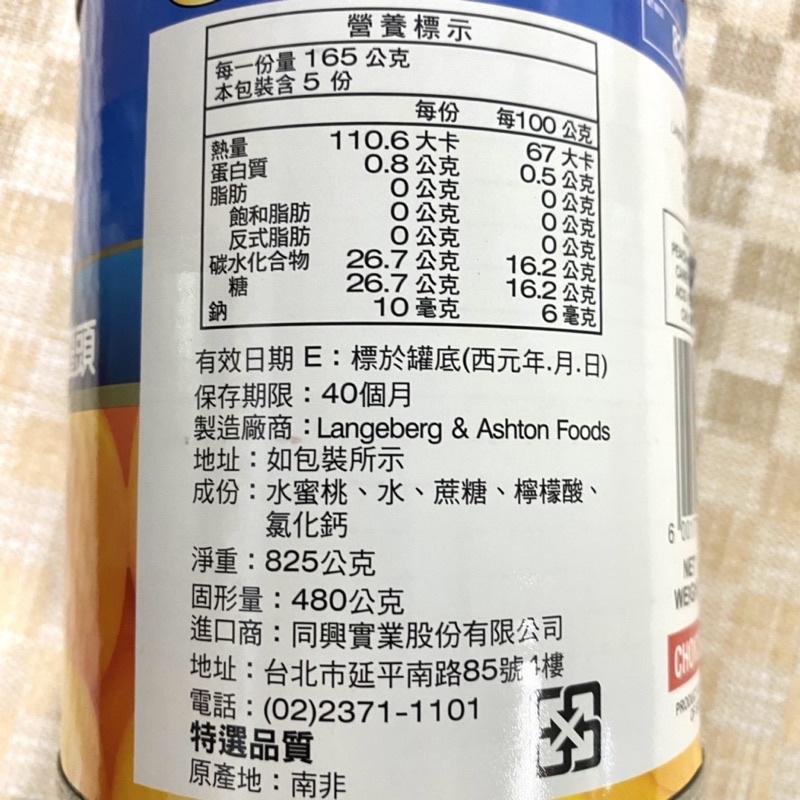 營養標示
每一份量 165 公克
本包裝含 5 份
每份 每100 公克
熱量 110.6 大卡 67 大卡
蛋白質 0.8 公克 0.5 公克
脂肪 0 公克 0 公克
飽和脂肪 0 公克 0 公克
反式脂肪 0 公克 0 公克
碳水化合物 26.7 公克 16.2 公克
糖 26.7 公克 16.2 公克
鈉 10 毫克 6 毫克
有效日期 E：標於罐底(西元年.月.日)
保存期限：40個月
製造廠商：Langeberg & Ashton Foods
地址：如包裝所示
成份：水蜜桃、水、蔗糖、檸檬酸、
氯化鈣
淨重：825公克
固形量：480公克
進口商：同興實業股份有限公司
地址：台北市延平南路85號4樓
電話：(02)2371-1101
特選品質
原產地：南非
頭